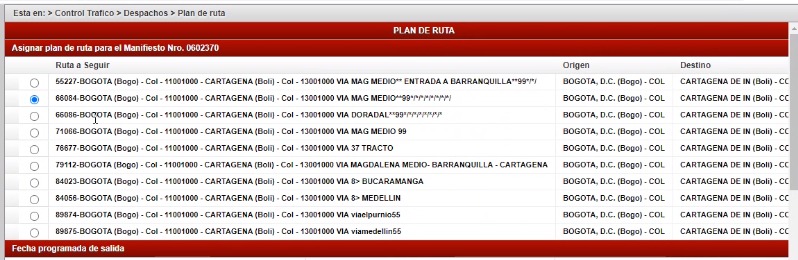 Esta en: > Control Trafico > Despachos > Plan de ruta
PLAN DE RUTA
Asignar plan de ruta para el Manifiesto Nro. 0602370
Ruta a Seguir Origen Destino
55227-BOGOTA (Bogo) - Col - 11001000 - CARTAGENA (Boli) - Col - 13001000 VIA MAG MEDIO** ENTRADA A BARRANQUILLA**99*/*/ BOGOTA, D.C. (Bogo) - COL CARTAGENA DE IN (Boli) - CO
66084-BOGOTA (Bogo) - Col - 11001000 - CARTAGENA (Boli) - Col - 13001000 VIA MAG MEDIO**99*/*/*/*/*/*/*/ BOGOTA, D.C. (Bogo) - COL CARTAGENA DE IN (Boli) - CO
66086-BOGOTA (Bogo) - Col - 11001000 - CARTAGENA (Boli) - Col - 13001000 VIA DORADAL**99*/*/*/*/*/*/* BOGOTA, D.C. (Bogo) - COL CARTAGENA DE IN (Boli) - CO
71066-BOGOTA (Bogo) - Col - 11001000 - CARTAGENA (Boli) - Col - 13001000 VIA MAG MEDIO 99 BOGOTA, D.C. (Bogo) - COL CARTAGENA DE IN (Boli) - CO
76677-BOGOTA (Bogo) - Col - 11001000 - CARTAGENA (Boli) - Col - 13001000 VIA 37 TRACTO BOGOTA, D.C. (Bogo) - COL CARTAGENA DE IN (Boli) - CO
79112-BOGOTA (Bogo) - Col - 11001000 - CARTAGENA (Boli) - Col - 13001000 VIA MAGDALENA MEDIO- BARRANQUILLA - CARTAGENA BOGOTA, D.C. (Bogo) - COL CARTAGENA DE IN (Boli) - CO
84023-BOGOTA (Bogo) - Col - 11001000 - CARTAGENA (Boli) - Col - 13001000 VIA 8> BUCARAMANGA BOGOTA, D.C. (Bogo) - COL CARTAGENA DE IN (Boli) - CO
84056-BOGOTA (Bogo) - Col - 11001000 - CARTAGENA (Boli) - Col - 13001000 VIA 8> MEDELLIN BOGOTA, D.C. (Bogo) - COL CARTAGENA DE IN (Boli) - CO
89874-BOGOTA (Bogo) - Col - 11001000 - CARTAGENA (Boli) - Col - 13001000 VIA viaelpurnio55 BOGOTA, D.C. (Bogo) - COL CARTAGENA DE IN (Boli) - CO
89875-BOGOTA (Bogo) - Col - 11001000 - CARTAGENA (Boli) - Col - 13001000 VIA viamedellin55 BOGOTA, D.C. (Bogo) - COL CARTAGENA DE IN (Boli) - CO
Fecha programada de salida